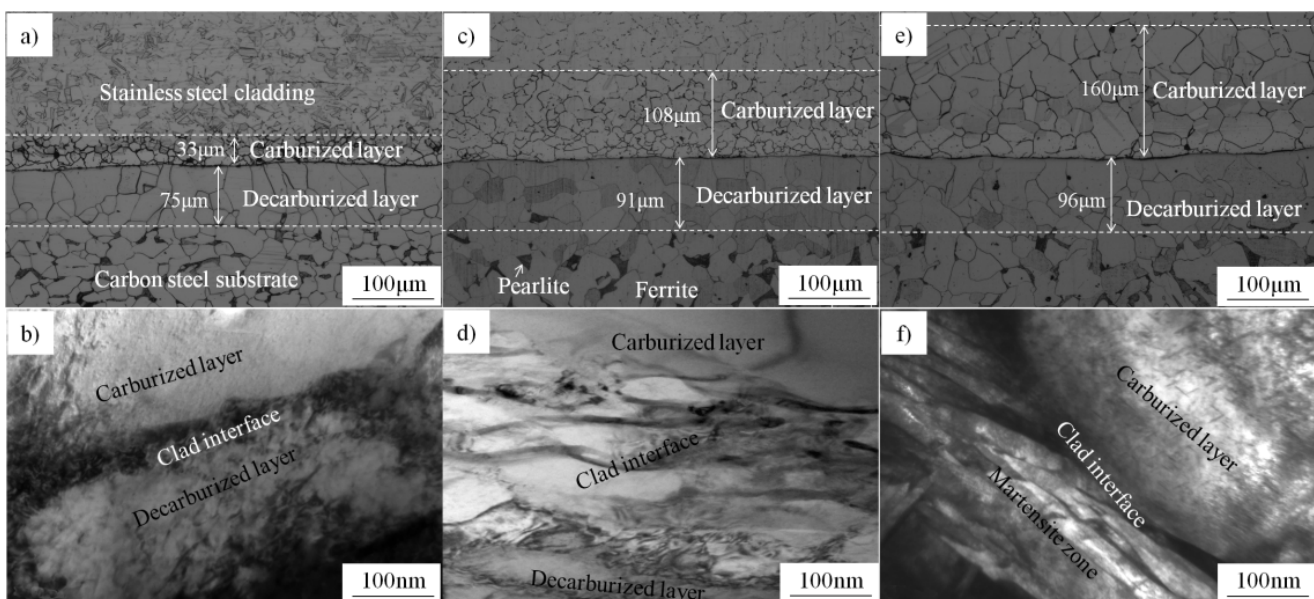 a)
Stainless steel cladding
33μm
Carburized layer
75μm
Decarburized layer
Carbon steel substrate
100μm
c)
108μm
Carburized layer
91μm
Decarburized layer
Pearlite
Ferrite
100μm
e)
160μm
Carburized layer
96μm
Decarburized layer
100μm
b)
Carburized layer
Clad interface
Decarburized layer
100nm
d)
Carburized layer
Clad interface
Decarburized layer
100nm
f)
Carburized layer
Clad interface
Martensite zone
100nm